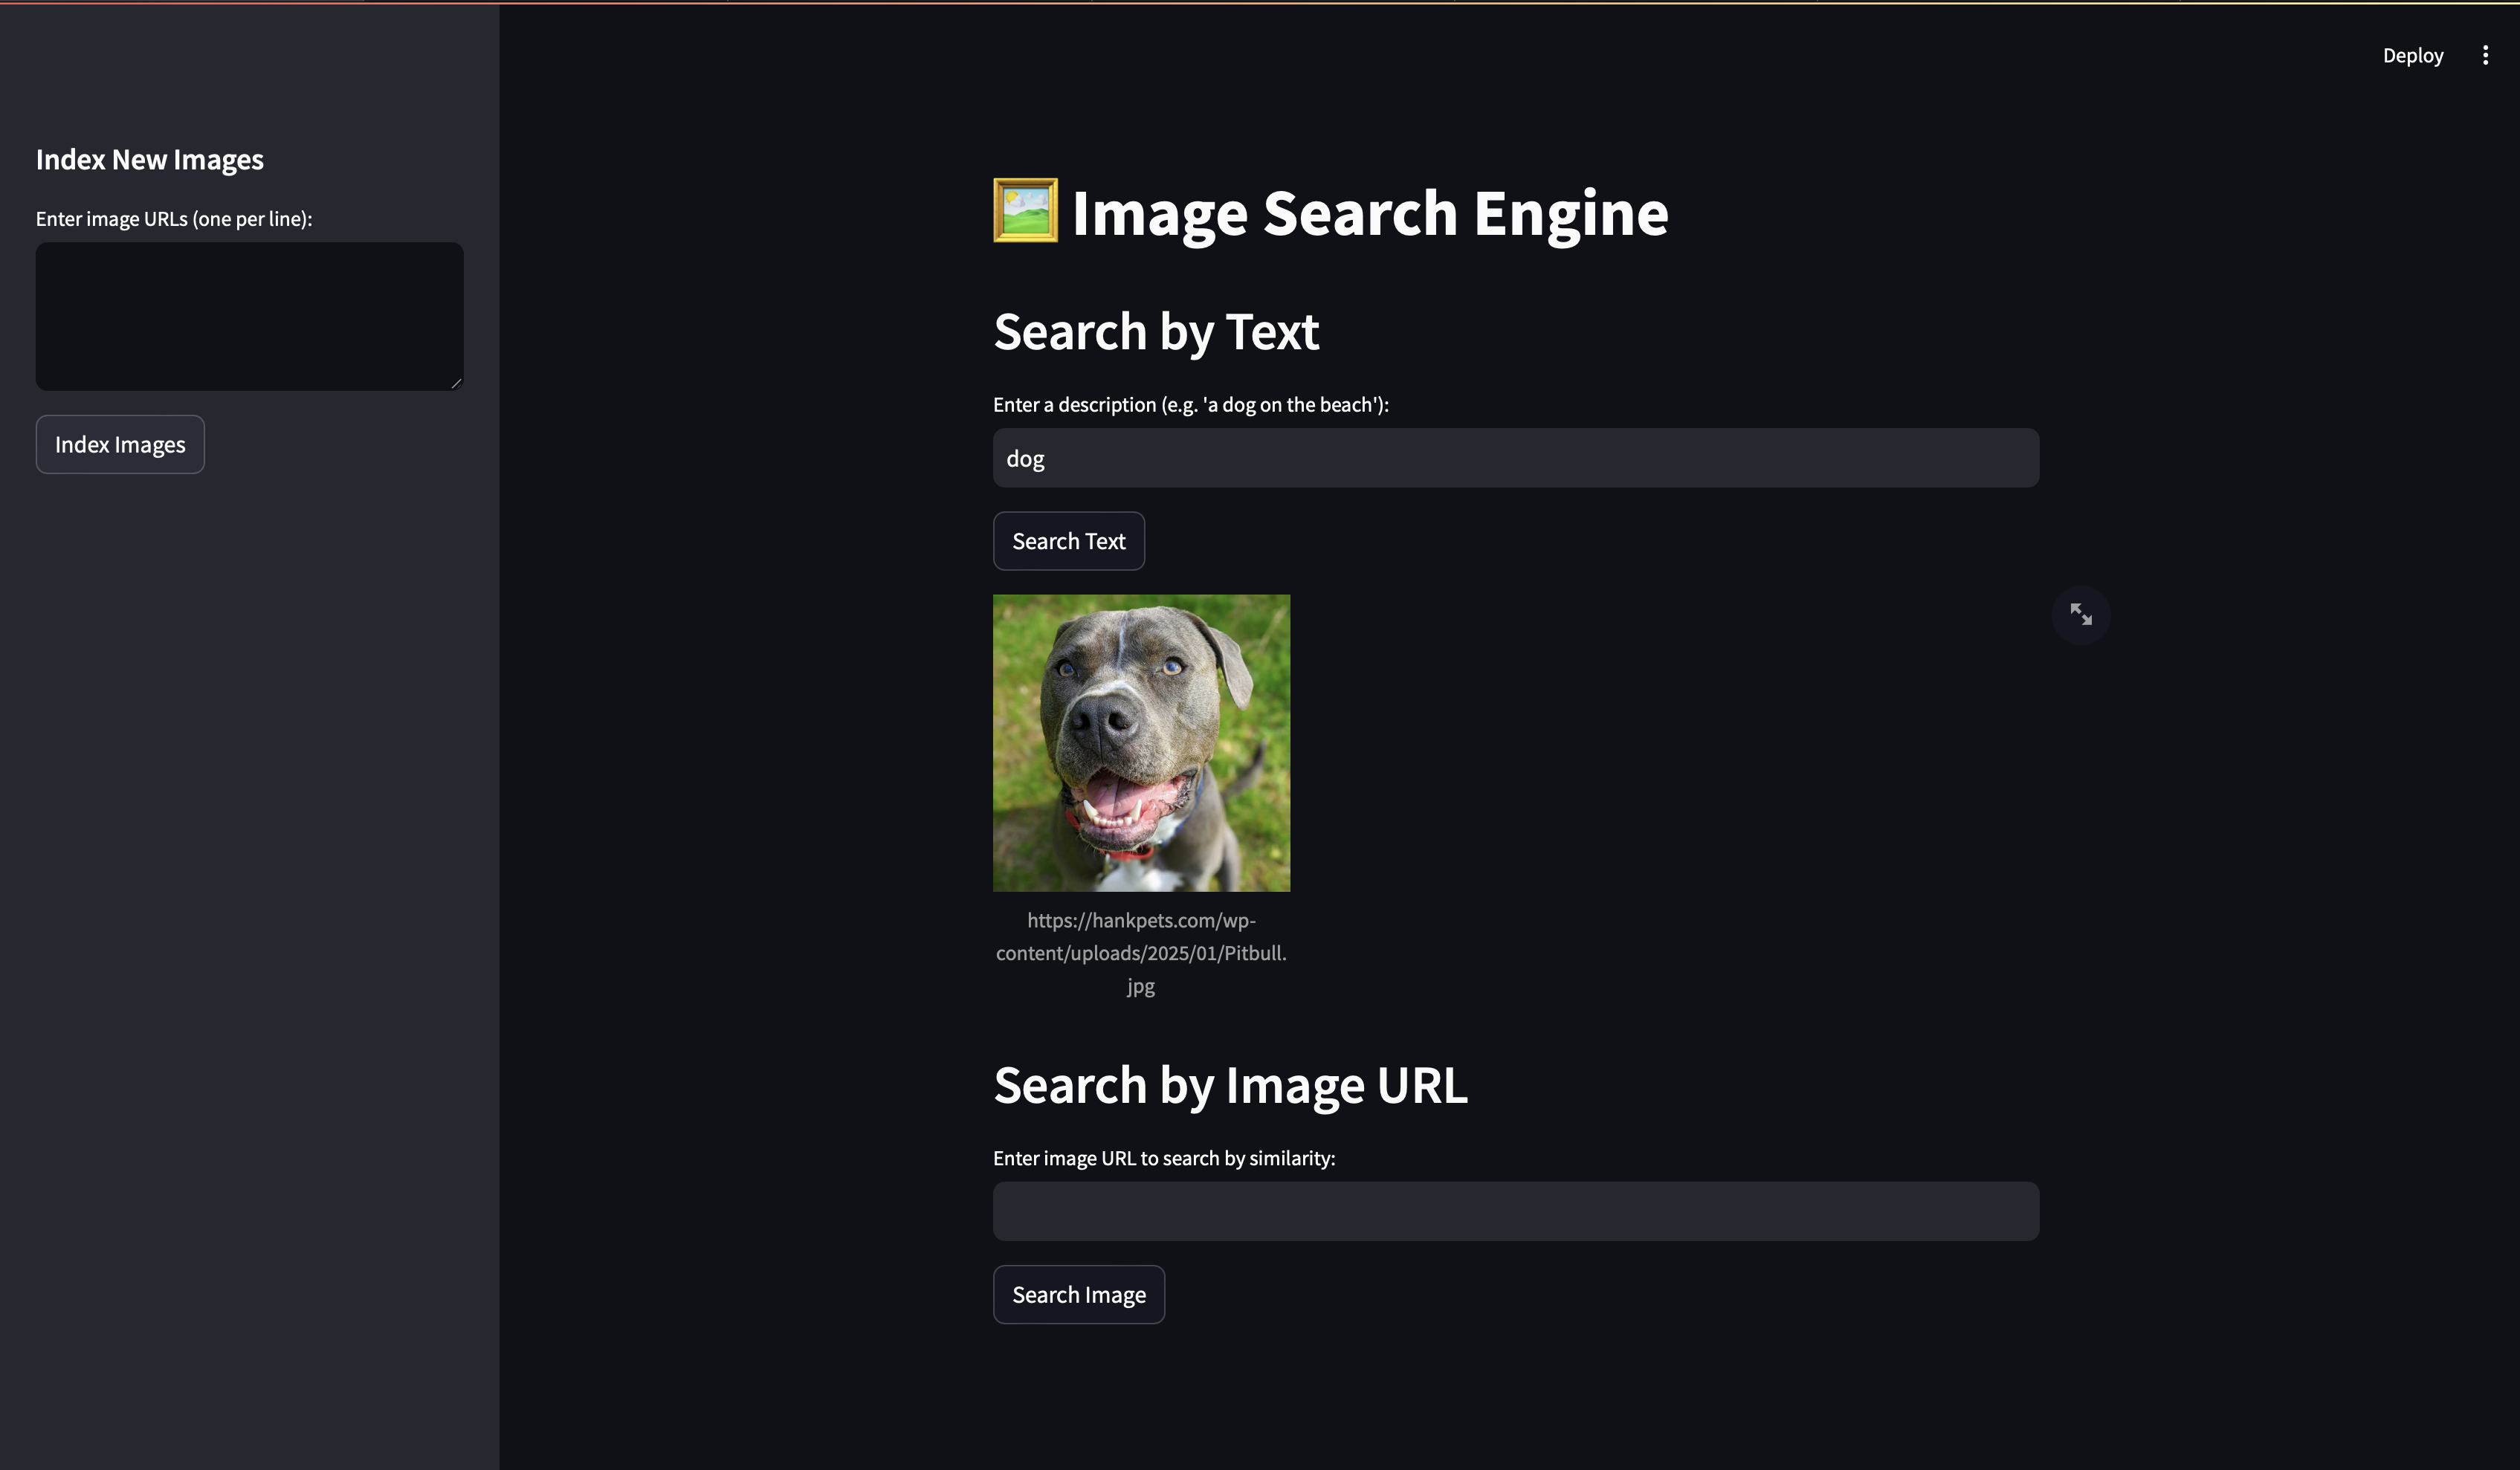 Deploy
Index New Images
Enter image URLs (one per line):
Index Images
Image Search Engine
Search by Text
Enter a description (e.g. 'a dog on the beach'):
dog
Search Text
https://hankpets.com/wp-
content/uploads/2025/01/Pitbull.
jpg
Search by Image URL
Enter image URL to search by similarity:
Search Image